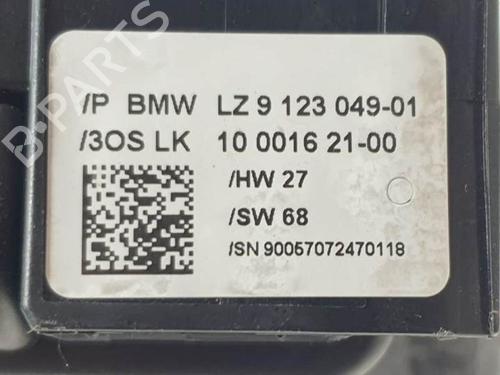 B-PARTS
/P BMW LZ 9 123 049-01
/3OS LK 10 0016 21-00
/HW 27
/SW 68
/SN 90057072470118